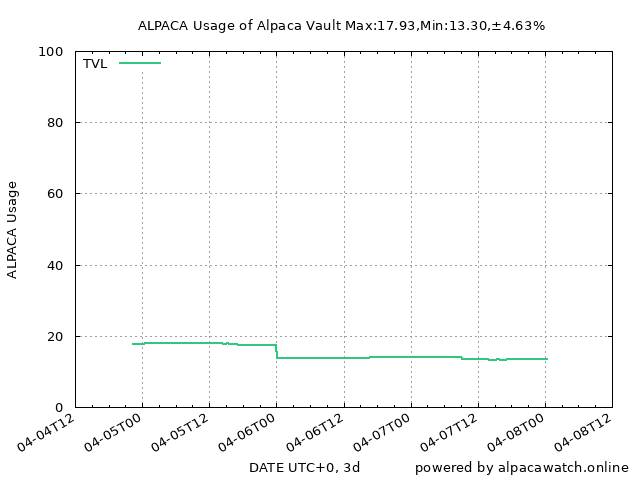 ALPACA Usage of Alpaca Vault Max:17.93,Min:13.30,±4.63%
100
TVL
80
60
ALPACA Usage
40
20
0
04-04T12 04-05T00 04-05T12 04-06T00 04-06T12 04-07T00 04-07T12 04-08T00 04-08T12
DATE UTC+0, 3d powered by alpacawatch.online